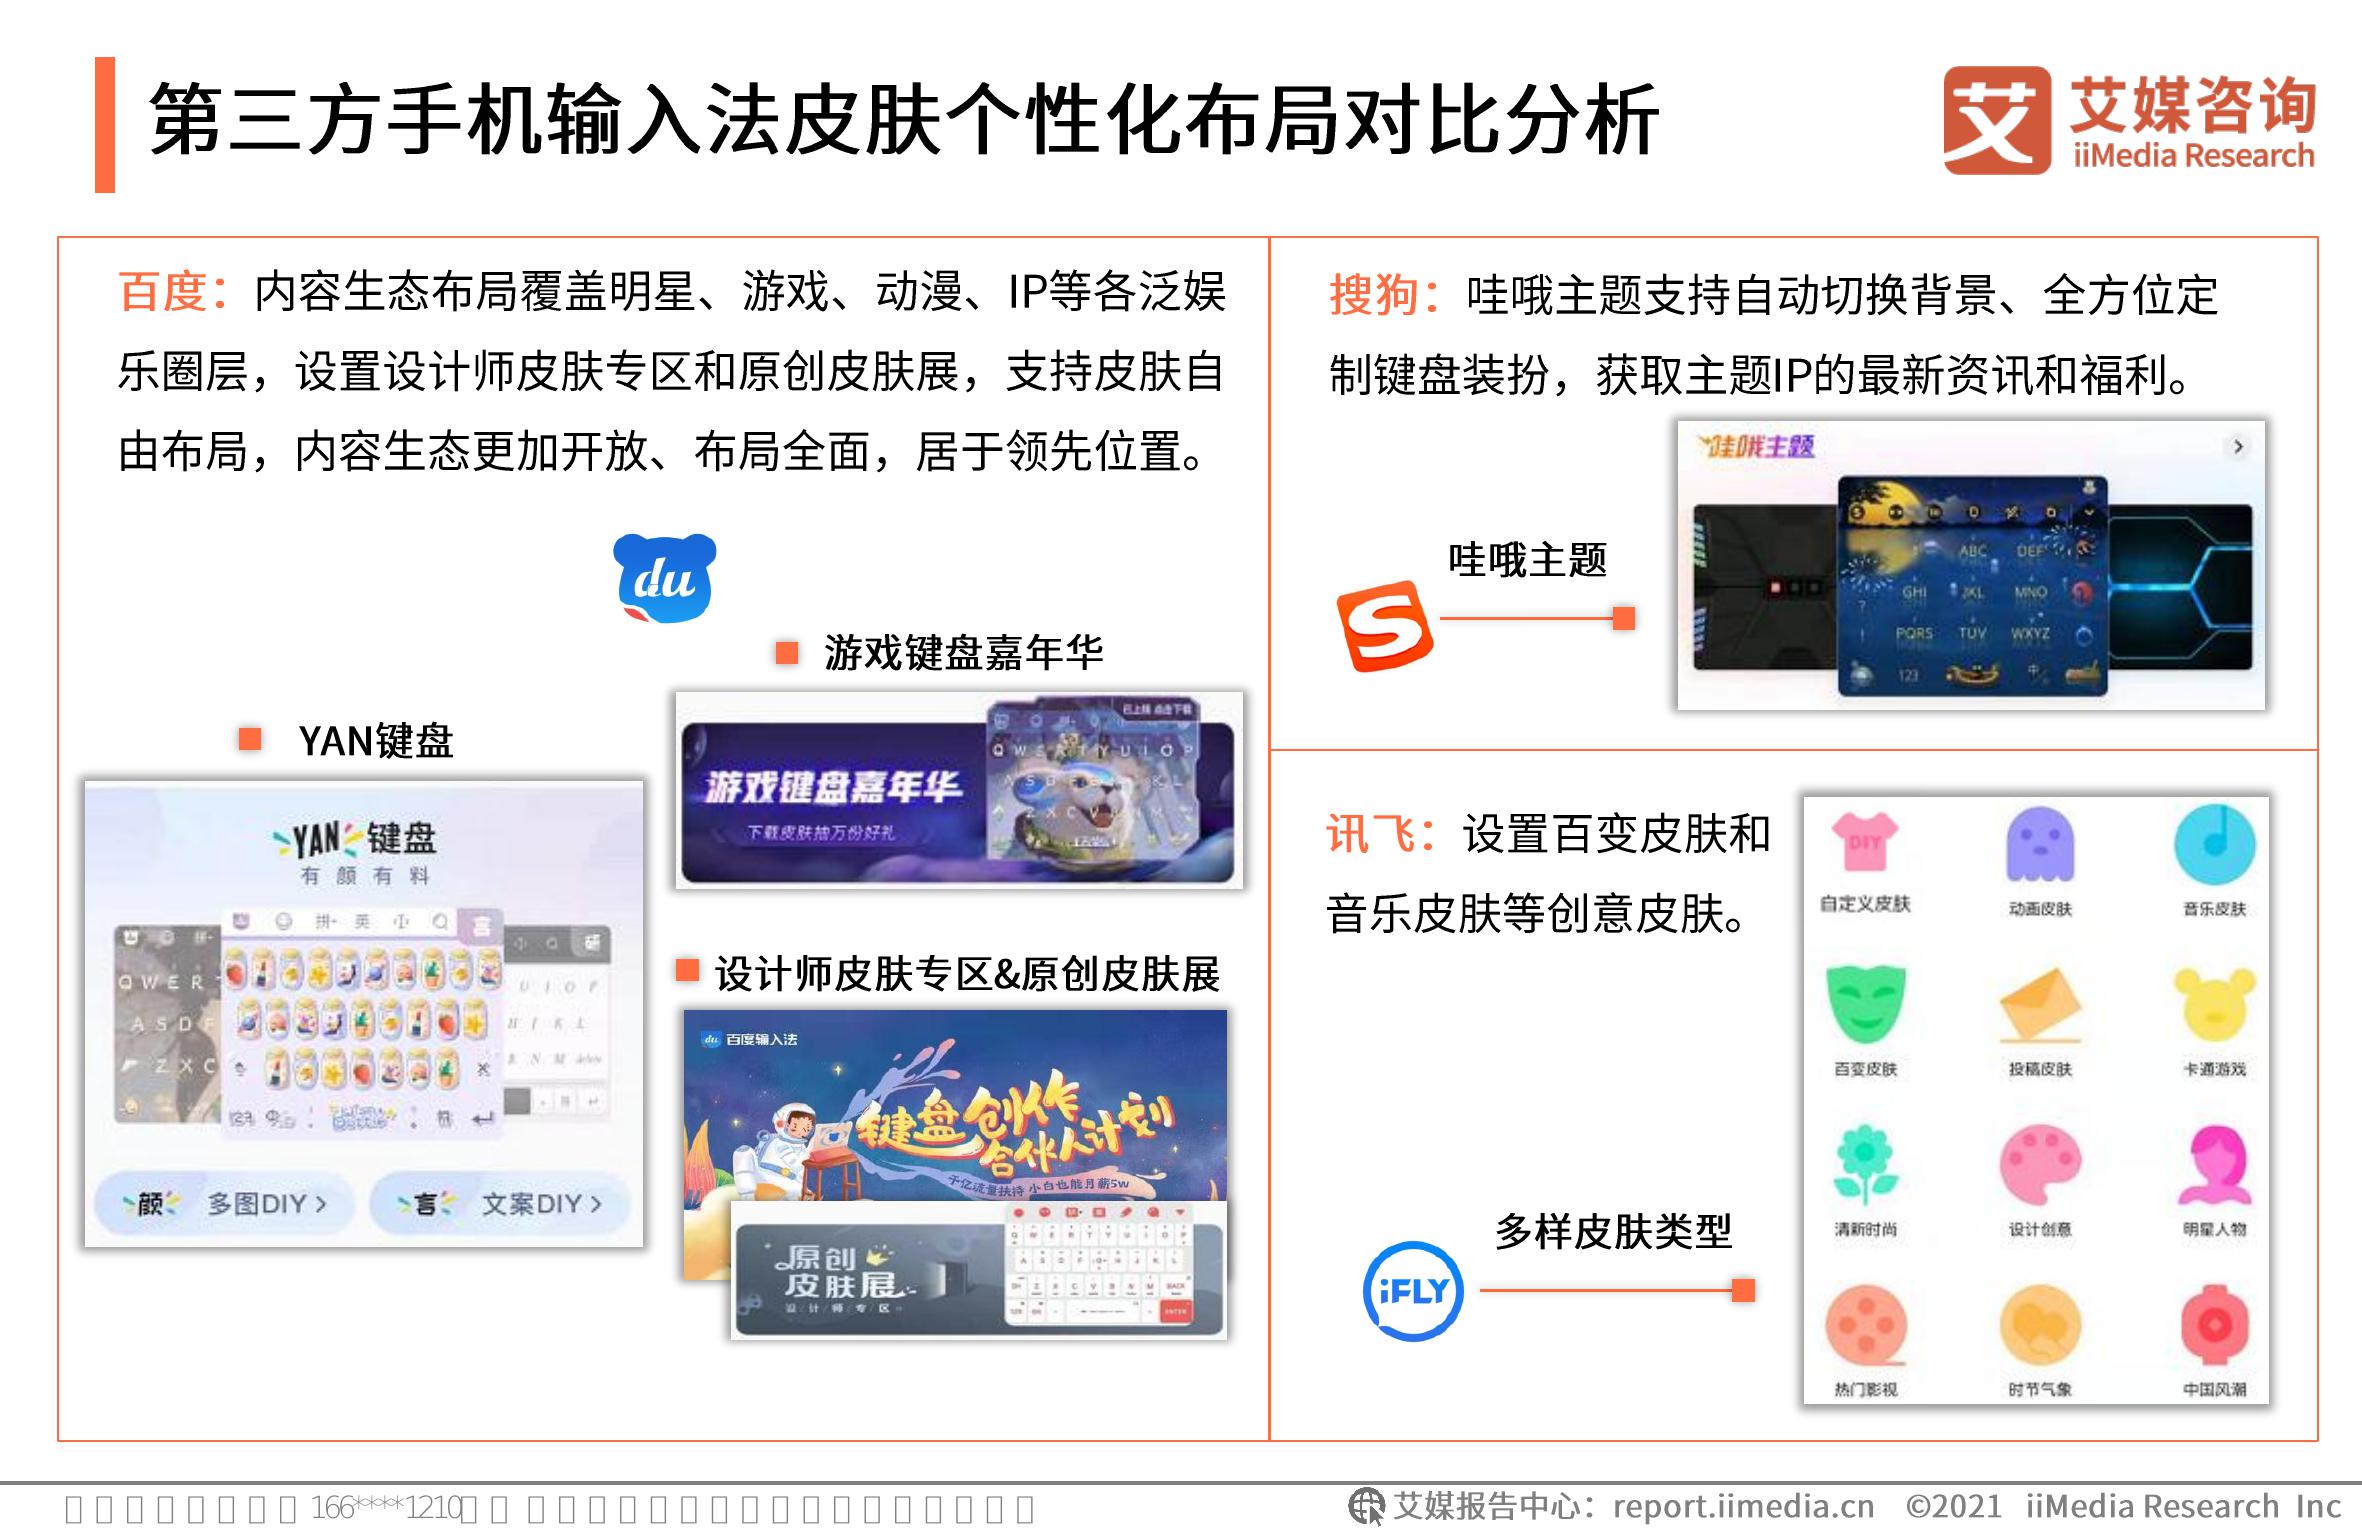 第三方手机输入法皮肤个性化布局对比分析
艾 艾媒咨询
iiMedia Research
百度：内容生态布局覆盖明星、游戏、动漫、IP等各泛娱
乐圈层，设置设计师皮肤专区和原创皮肤展，支持皮肤自
由布局，内容生态更加开放、布局全面，居于领先位置。
du
游戏键盘嘉年华
已上线 点击下载
Q W E R T Y U I O P
游戏键盘嘉年华
下载皮肤抽万份好礼
YAN键盘
YAN 键盘
有颜有料
拼 英
Q W E R
A S D F
Z X C
颜 多图DIY >
言 文案DIY >
设计师皮肤专区&原创皮肤展
du 百度输入法
键盘创作
合伙人计划
千亿流量扶持 小白也能月薪5w
原创
皮肤展
设/计/师/专/区
搜狗：哇哦主题支持自动切换背景、全方位定
制键盘装扮，获取主题IP的最新资讯和福利。
哇哦主题
S
哇哦主题
ABC DEF
GHI JKL MNO
PQRS TUV WXYZ
123 中
讯飞：设置百变皮肤和
音乐皮肤等创意皮肤。
多样皮肤类型
iFLY
DIY
自定义皮肤 动画皮肤 音乐皮肤
百变皮肤 投稿皮肤 卡通游戏
清新时尚 设计创意 明星人物
热门影视 时节气象 中国风潮
166****1210
艾媒报告中心：report.iimedia.cn ©2021 iiMedia Research Inc